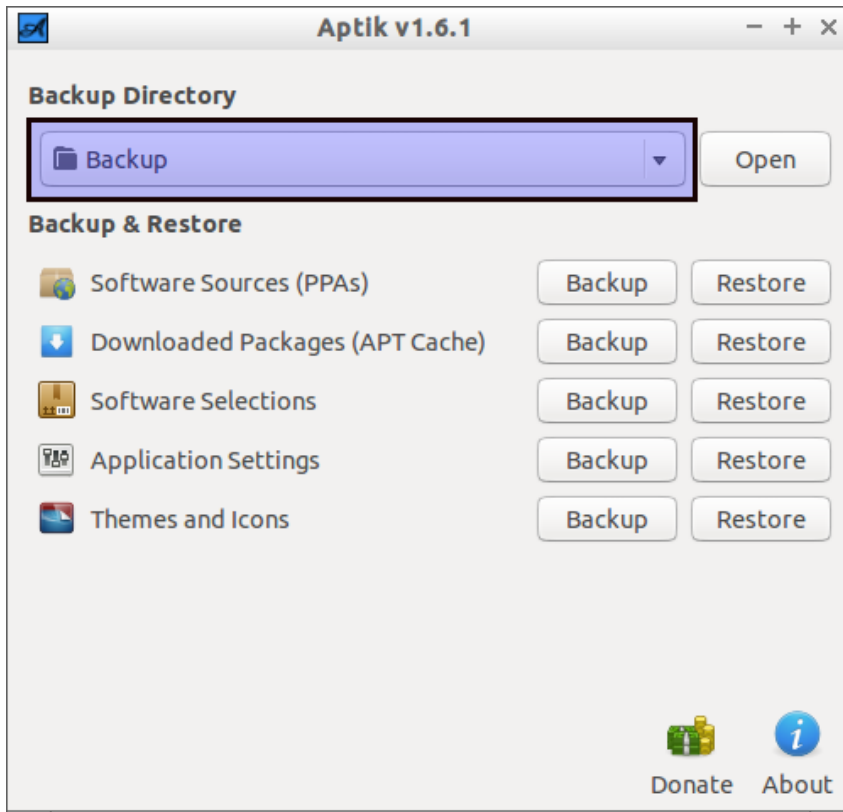 Aptik v1.6.1
Backup Directory
Backup Open
Backup & Restore
Software Sources (PPAs) Backup Restore
Downloaded Packages (APT Cache) Backup Restore
Software Selections Backup Restore
Application Settings Backup Restore
Themes and Icons Backup Restore
Donate About